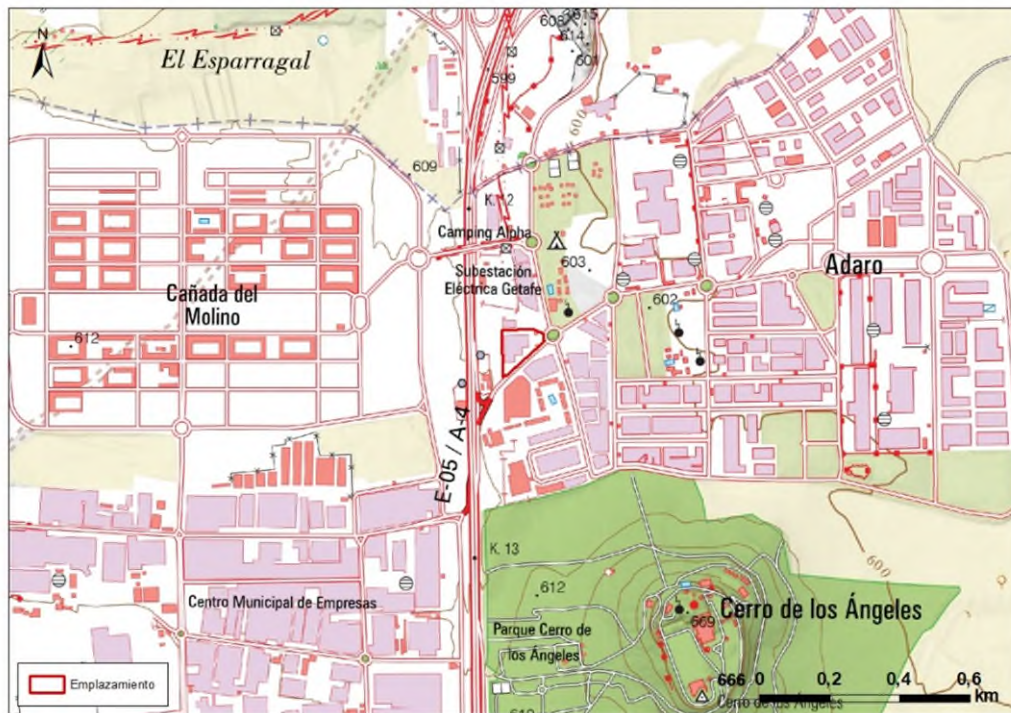 N
El Esparragal
608
615
614
601
599
600
609
K. 12
Camping Alpha
603
Subestación
Eléctrica Getafe
602
Adaro
Cañada del
Molino
612
E-05 / A-4
K. 13
600
612
Centro Municipal de Empresas
Parque Cerro de
los Ángeles
Cerro de los Ángeles
669
Emplazamiento
666
0 0,2 0,4 0,6
km
Cerro de los Ángeles